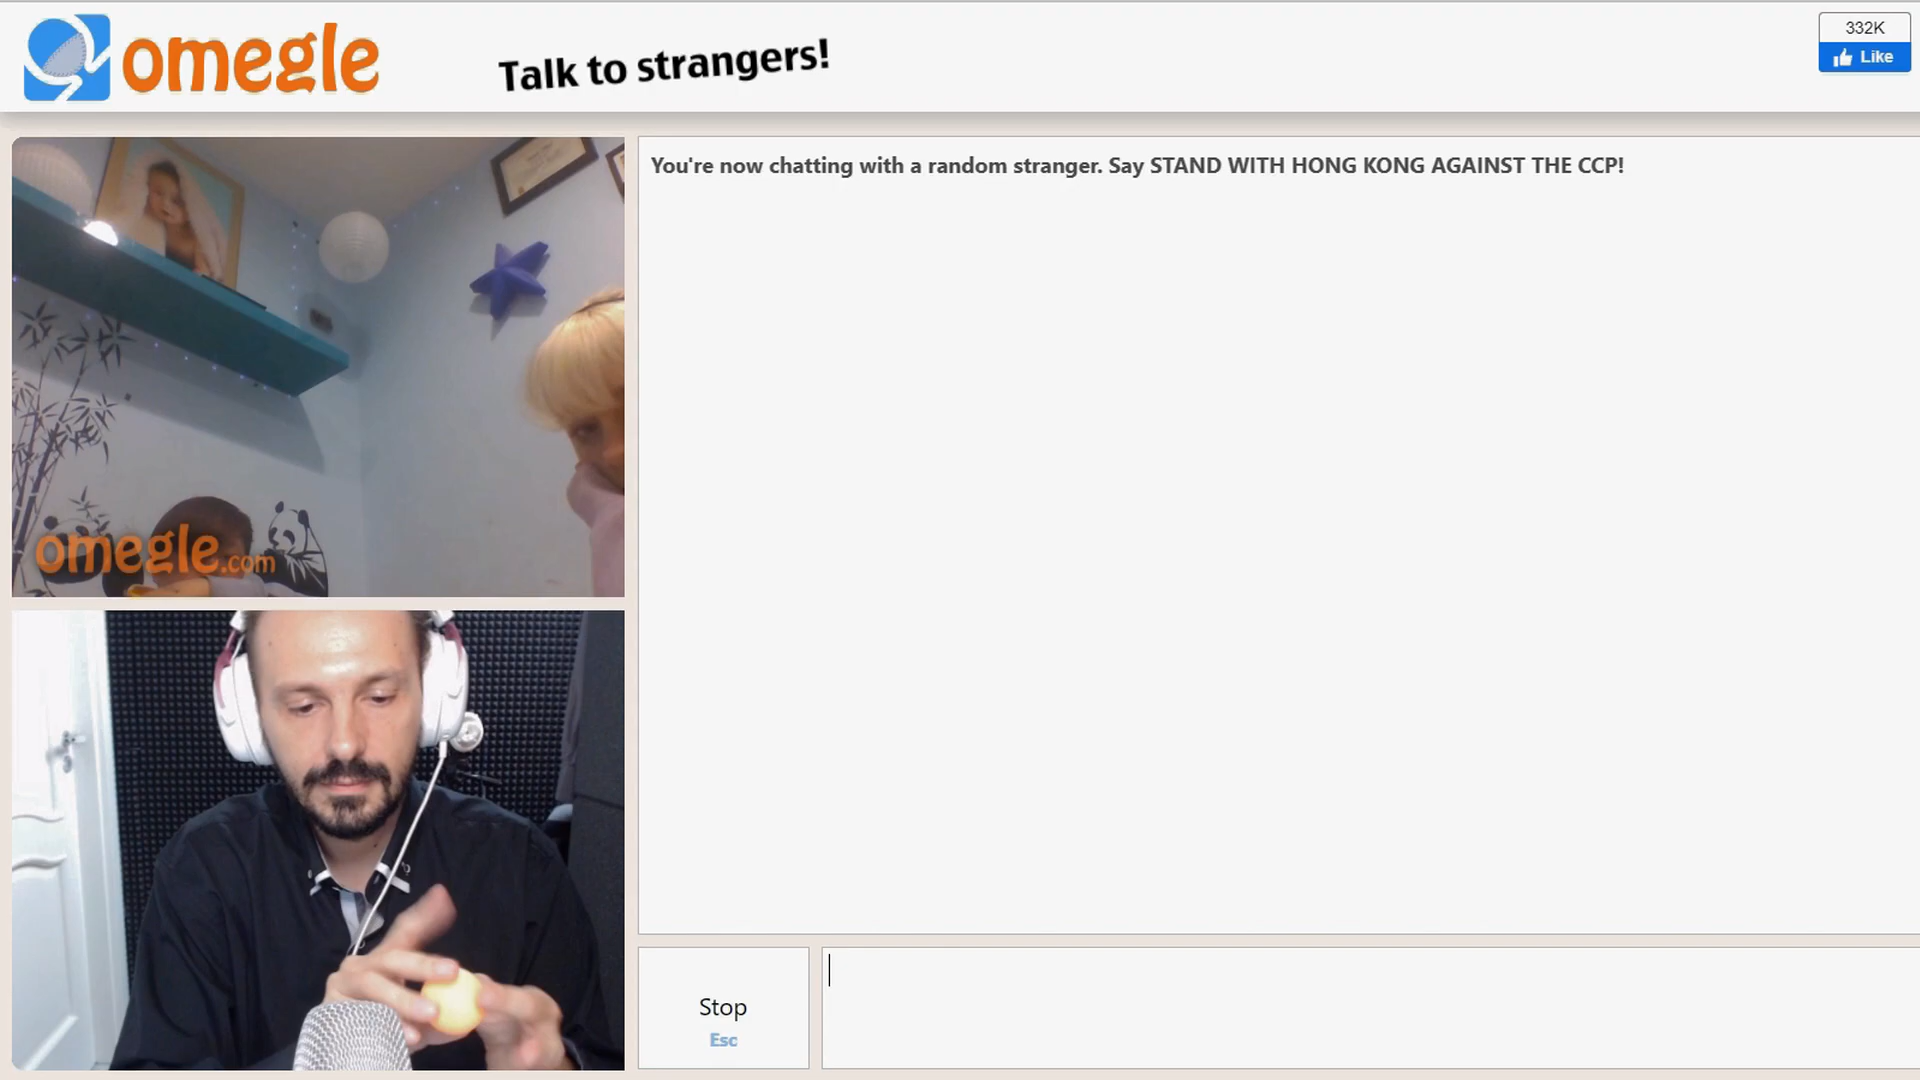 omegle
Talk to strangers!
332K
Like
You're now chatting with a random stranger. Say STAND WITH HONG KONG AGAINST THE CCP!
omegle.com
Stop
Esc